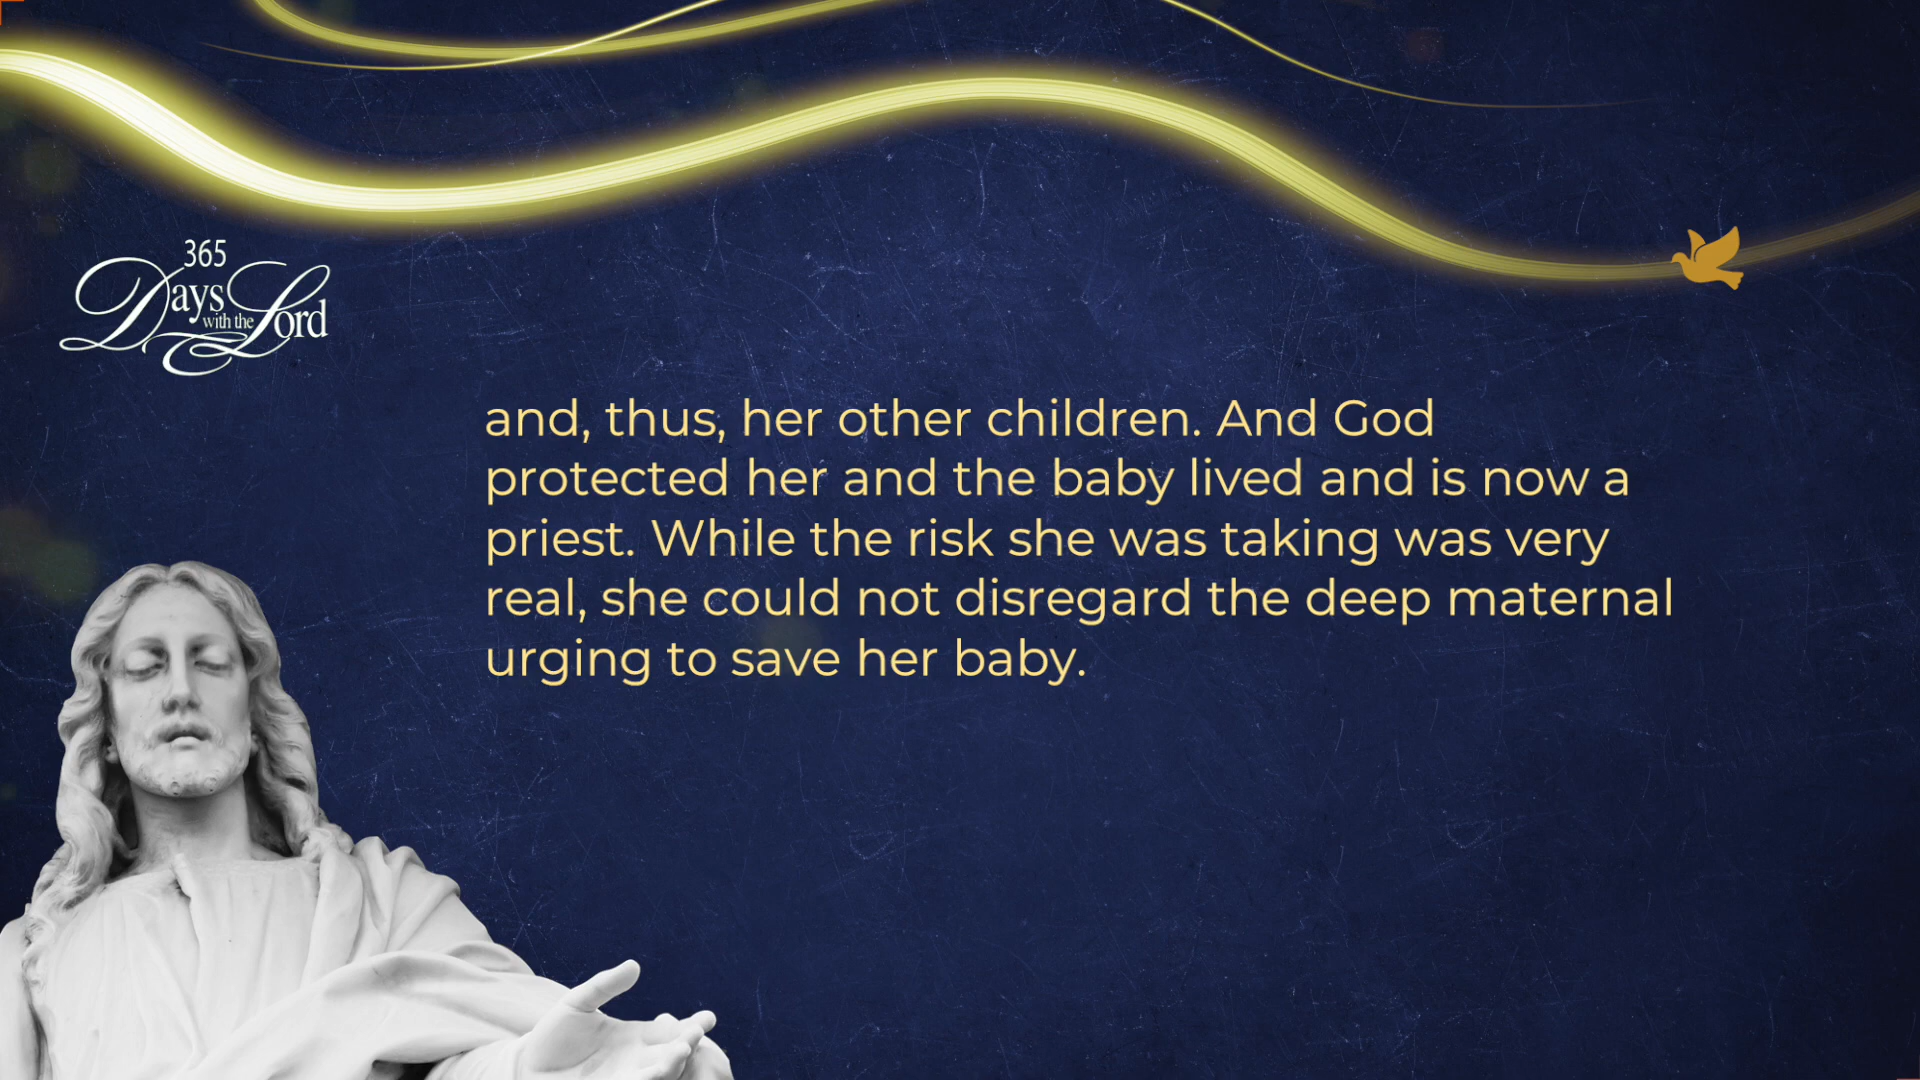 365
Days
with the Lord
and, thus, her other children. And God
protected her and the baby lived and is now a
priest. While the risk she was taking was very
real, she could not disregard the deep maternal
urging to save her baby.